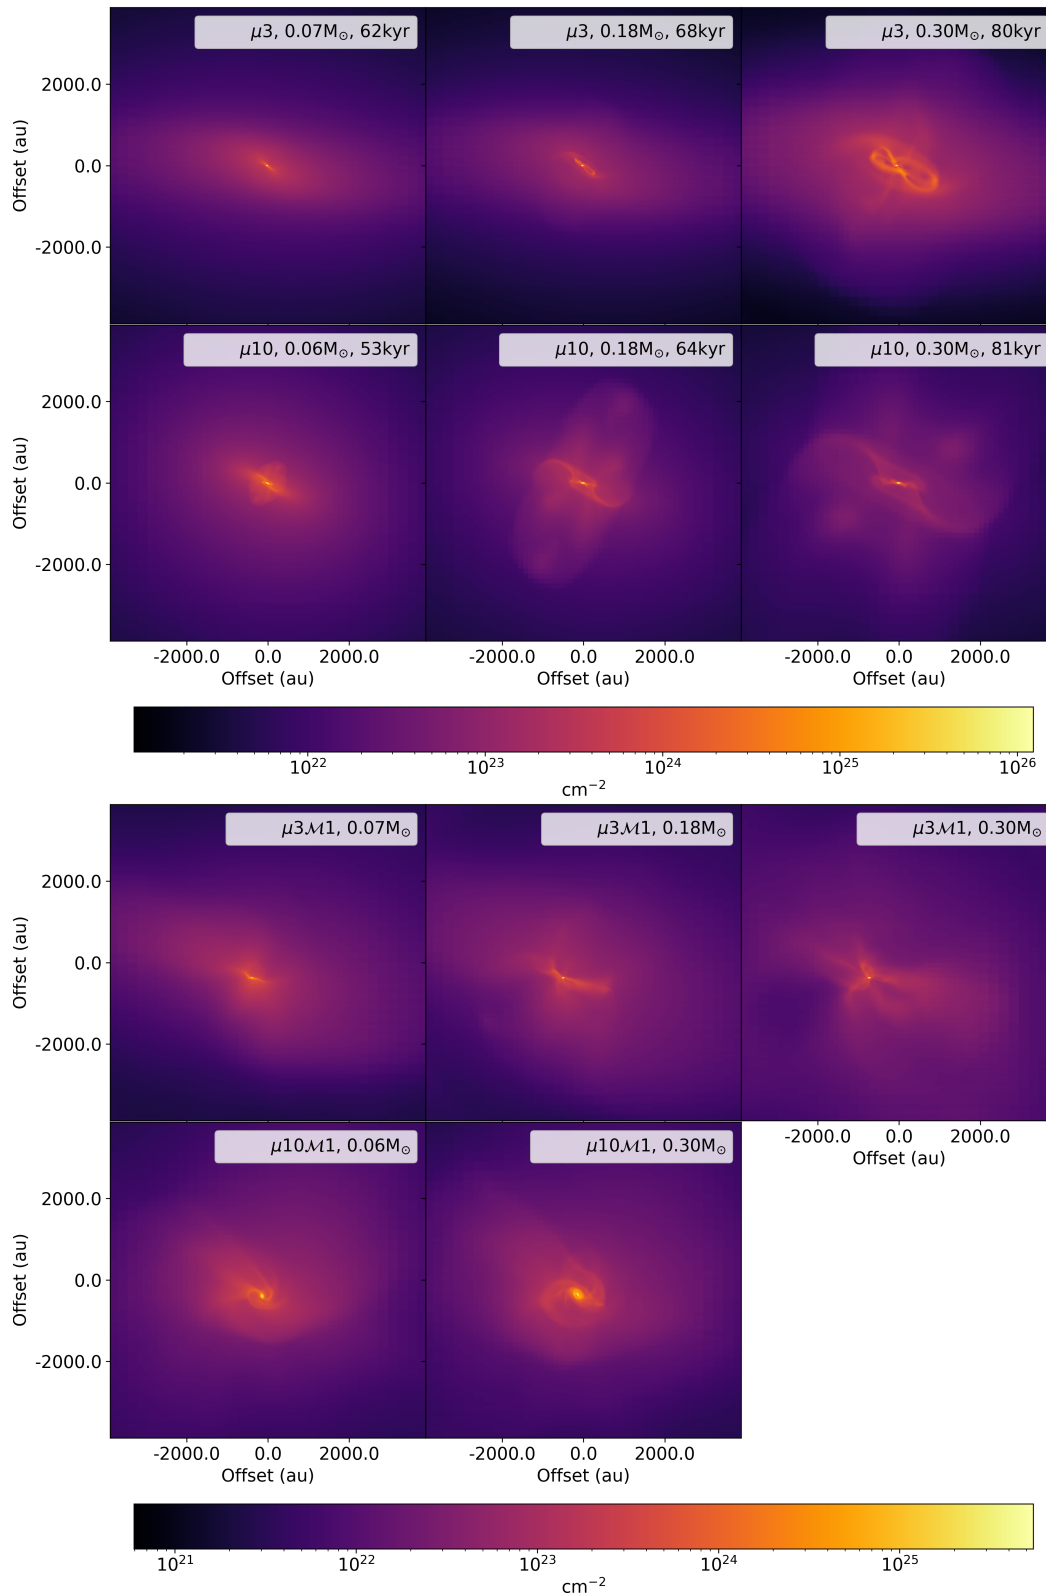 μ3, 0.07M☉, 62kyr
μ3, 0.18M☉, 68kyr
μ3, 0.30M☉, 80kyr
2000.0
0.0
-2000.0
Offset (au)
μ10, 0.06M☉, 53kyr
μ10, 0.18M☉, 64kyr
μ10, 0.30M☉, 81kyr
2000.0
0.0
-2000.0
Offset (au)
-2000.0 0.0 2000.0
-2000.0 0.0 2000.0
-2000.0 0.0 2000.0
Offset (au)
Offset (au)
Offset (au)
10²² 10²³ 10²⁴ 10²⁵ 10²⁶
cm⁻²
μ3ℳ1, 0.07M☉
μ3ℳ1, 0.18M☉
μ3ℳ1, 0.30M☉
2000.0
0.0
-2000.0
Offset (au)
-2000.0 0.0 2000.0
Offset (au)
μ10ℳ1, 0.06M☉
μ10ℳ1, 0.30M☉
2000.0
0.0
-2000.0
Offset (au)
-2000.0 0.0 2000.0
-2000.0 0.0 2000.0
Offset (au)
Offset (au)
10²¹ 10²² 10²³ 10²⁴ 10²⁵
cm⁻²